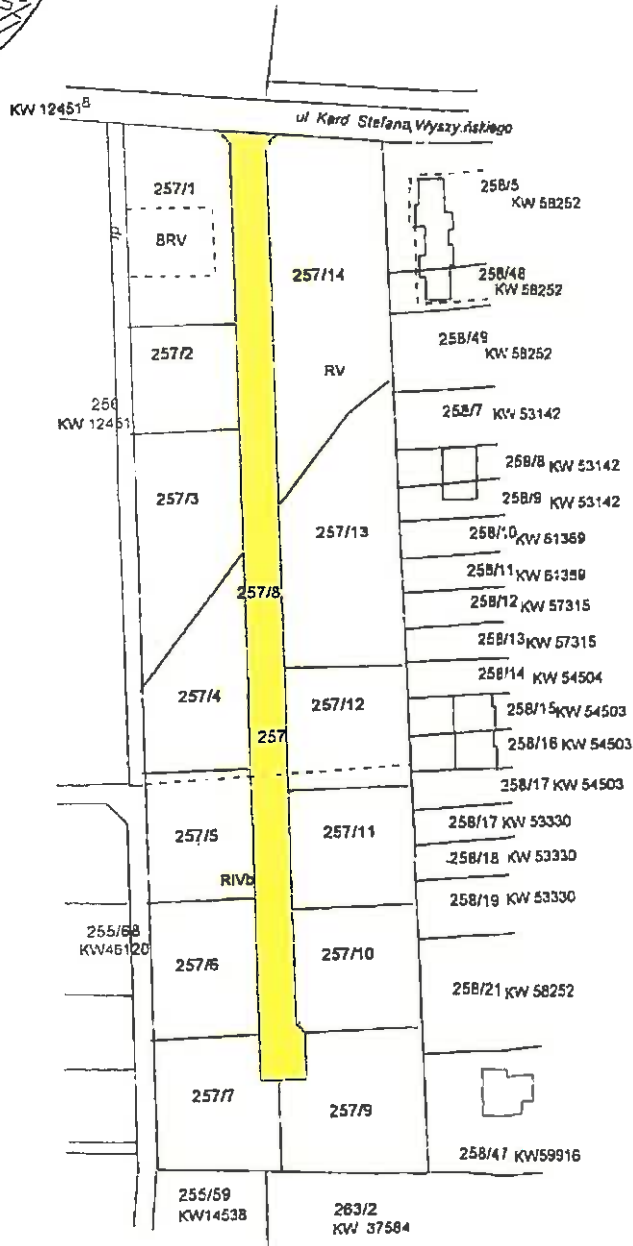 KW 12451⁸
ul Kard Stefana Wyszyńskiego
257/1
258/5
KW 58252
rp
BRV
257/14
258/48
KW 58252
257/2
258/49
KW 58252
RV
256
KW 12451
258/7 KW 53142
257/3
258/8 KW 53142
258/9 KW 53142
257/13
258/10 KW 61359
258/11 KW 61359
257/8
258/12 KW 57315
258/13 KW 57315
258/14 KW 54504
257/4
257/12
258/15 KW 54503
257
258/16 KW 54503
258/17 KW 54503
257/5
257/11
258/17 KW 53330
258/18 KW 53330
RIVb
258/19 KW 53330
255/68
KW46120
257/6
257/10
258/21 KW 58252
257/7
257/9
258/47 KW59916
255/59
KW14538
263/2
KW 37584